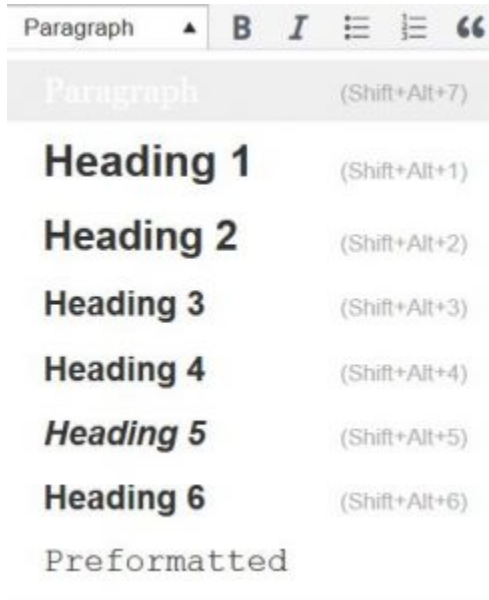 Paragraph B I
Paragraph (Shift+Alt+7)
Heading 1 (Shift+Alt+1)
Heading 2 (Shift+Alt+2)
Heading 3 (Shift+Alt+3)
Heading 4 (Shift+Alt+4)
Heading 5 (Shift+Alt+5)
Heading 6 (Shift+Alt+6)
Preformatted